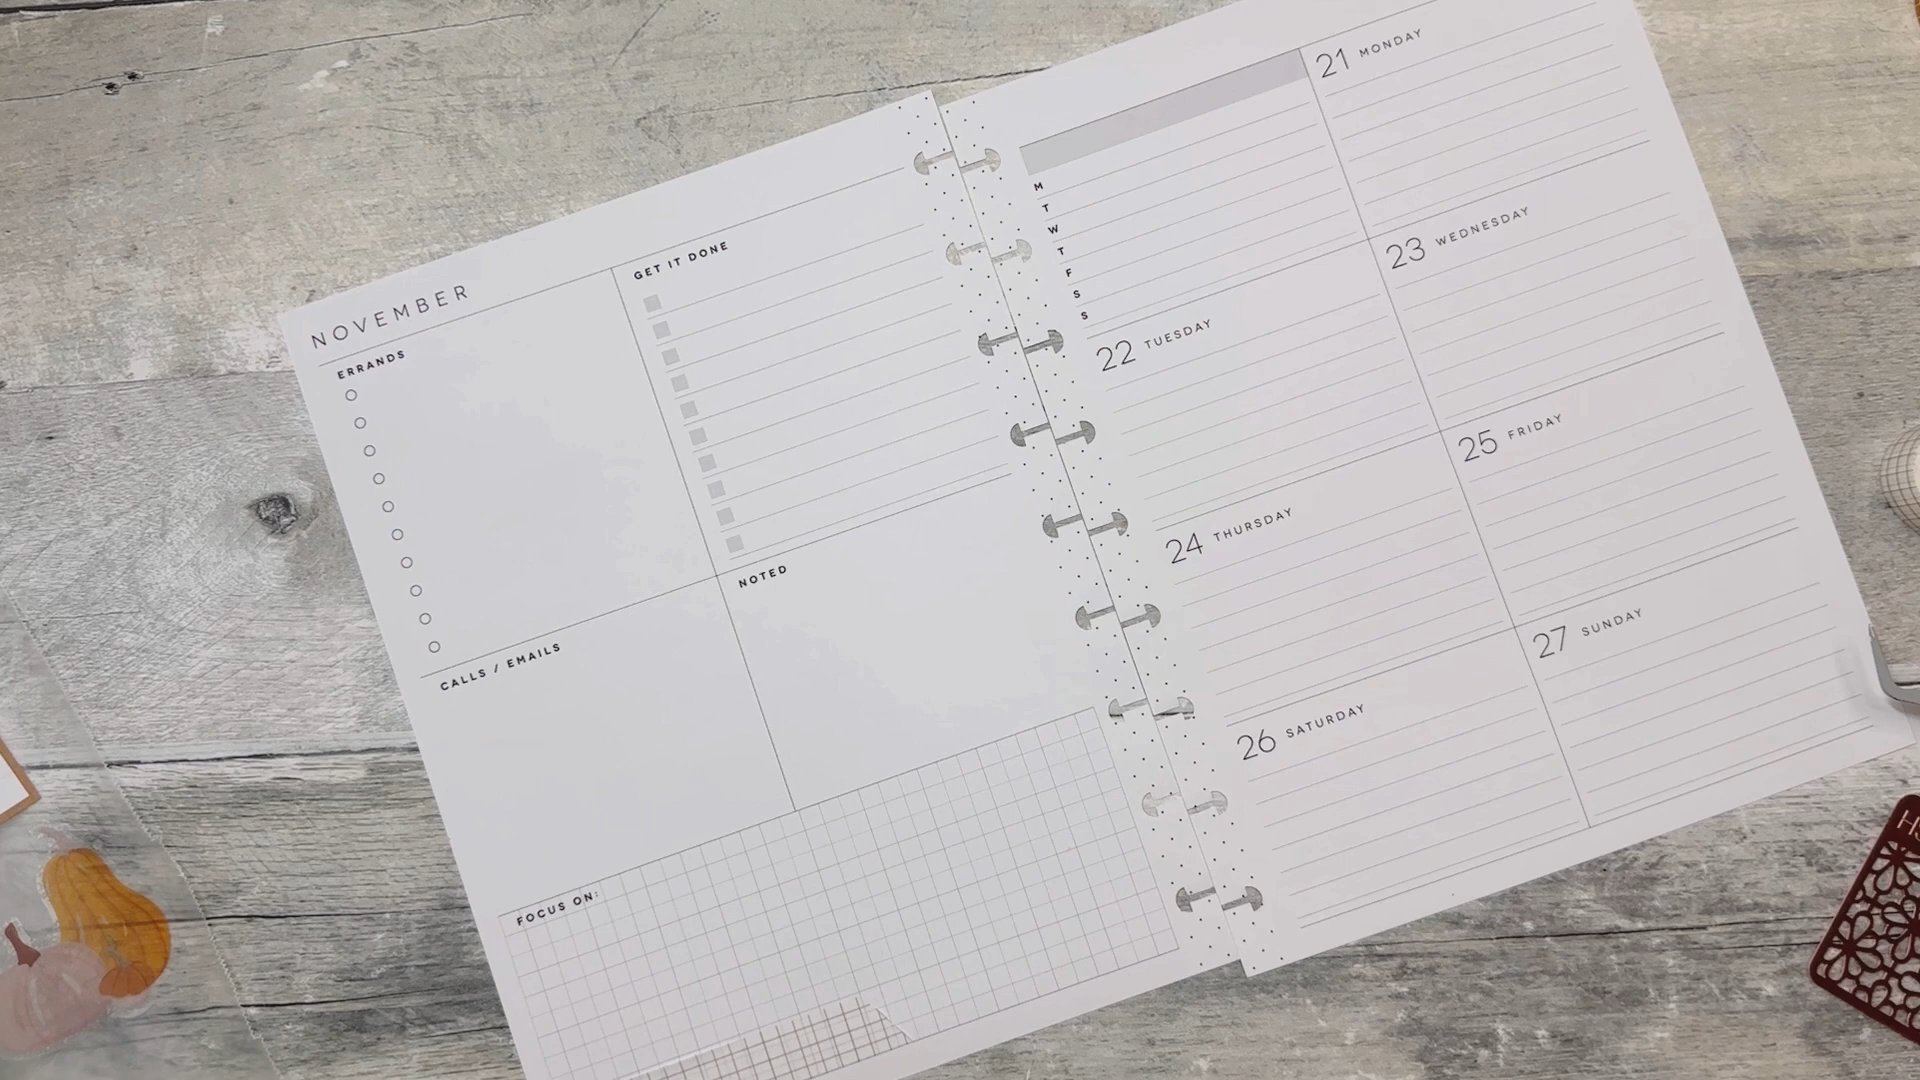 NOVEMBER
ERRANDS
GET IT DONE
CALLS / EMAILS
NOTED
FOCUS ON:
M
T
W
T
F
S
S
21 MONDAY
22 TUESDAY
23 WEDNESDAY
24 THURSDAY
25 FRIDAY
26 SATURDAY
27 SUNDAY